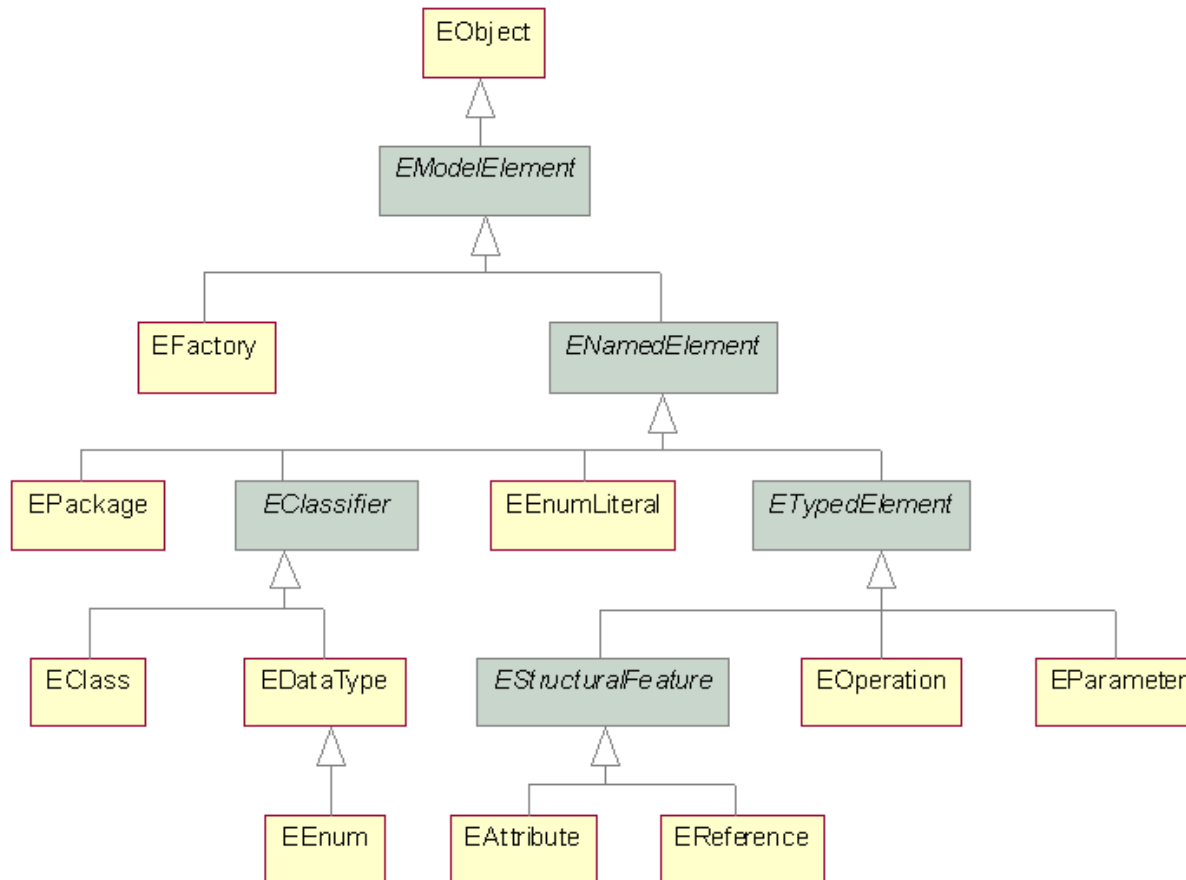 EObject
EModelElement
EFactory
ENamedElement
EPackage
EClassifier
EEnumLiteral
ETypedElement
EClass
EDataType
EStructuralFeature
EOperation
EParameter
EEnum
EAttribute
EReference